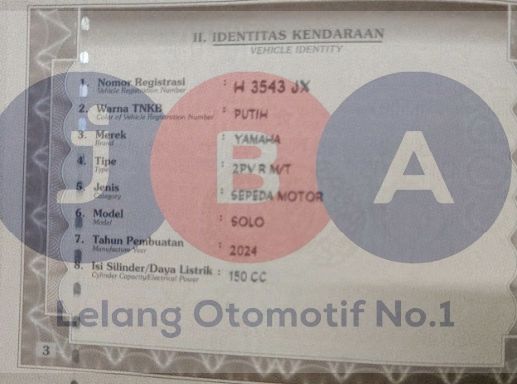 II. IDENTITAS KENDARAAN
VEHICLE IDENTITY
1. Nomor Registrasi : W 3543 JX
Vehicle Registration Number
2. Warna TNKB : PUTIH
Color of Vehicle Registration Number
3. Merek : YAMAHA
Brand
4. Tipe : 2PV R M/T
Type
5. Jenis : SEPEDA MOTOR
Category
6. Model : SOLO
Model
7. Tahun Pembuatan : 2024
Manufacture Year
8. Isi Silinder/Daya Listrik : 150 CC
Cylinder Capacity/Electrical Power
JBA
Lelang Otomotif No.1
3